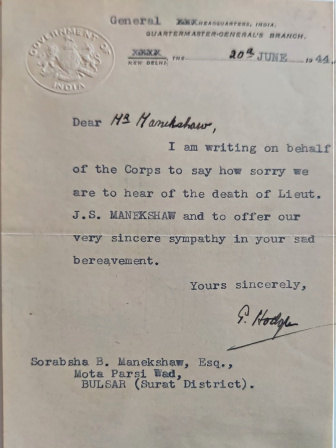 GOVERNMENT OF
INDIA
General HEADQUARTERS, INDIA.
QUARTERMASTER-GENERAL'S BRANCH.
NEW DELHI, THE 20th JUNE 1944.
Dear Mr Manekshaw,
I am writing on behalf
of the Corps to say how sorry we
are to hear of the death of Lieut.
J.S. MANEKSHAW and to offer our
very sincere sympathy in your sad
bereavement.
Yours sincerely,
Sorabsha B. Manekshaw, Esq.,
Mota Parsi Wad,
BULSAR (Surat District).